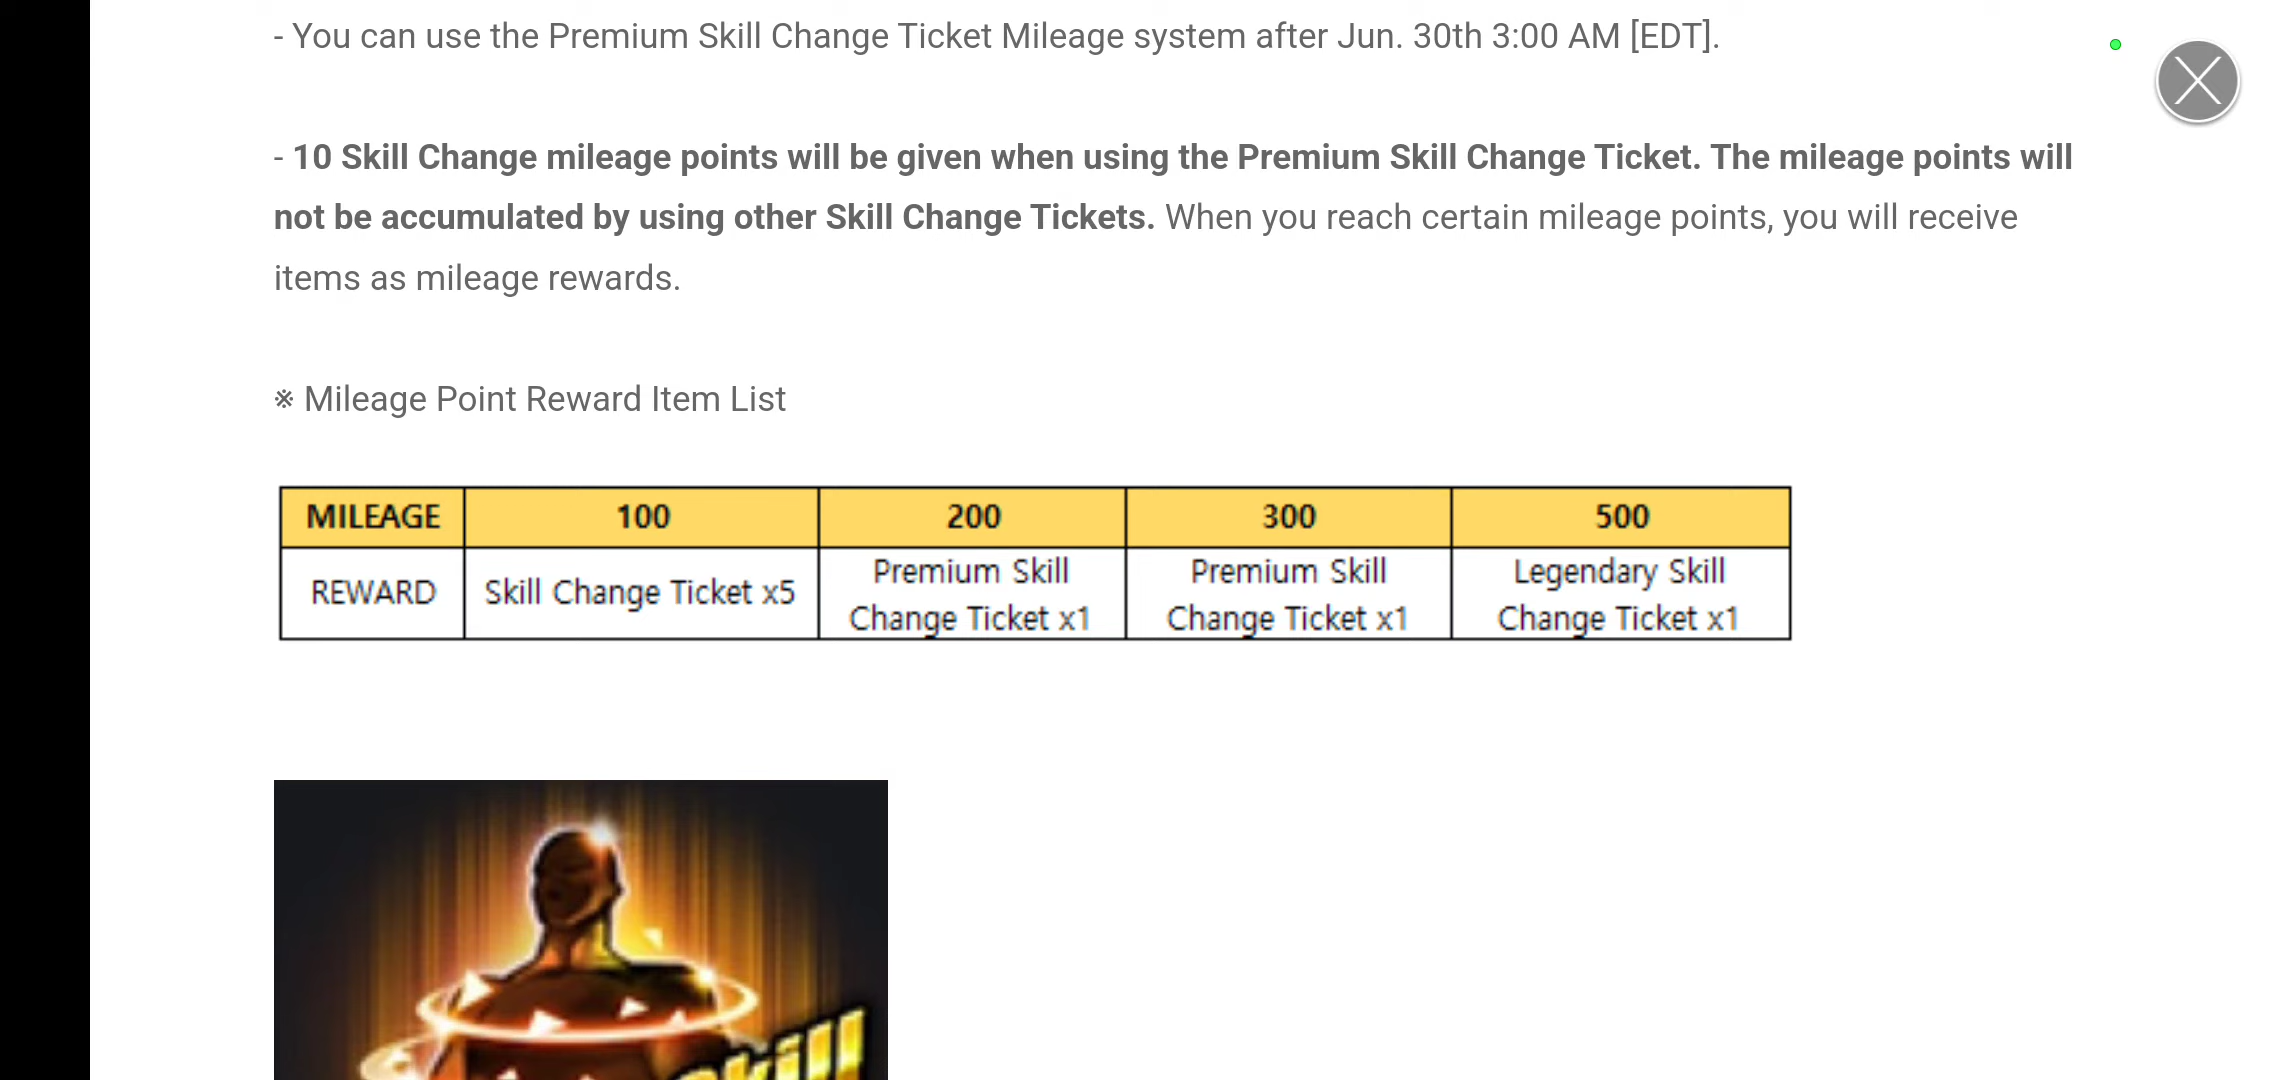 - You can use the Premium Skill Change Ticket Mileage system after Jun. 30th 3:00 AM [EDT].
- 10 Skill Change mileage points will be given when using the Premium Skill Change Ticket. The mileage points will
not be accumulated by using other Skill Change Tickets. When you reach certain mileage points, you will receive
items as mileage rewards.
※ Mileage Point Reward Item List
MILEAGE 100 200 300 500
REWARD Skill Change Ticket x5 Premium Skill Change Ticket x1 Premium Skill Change Ticket x1 Legendary Skill Change Ticket x1
Skill